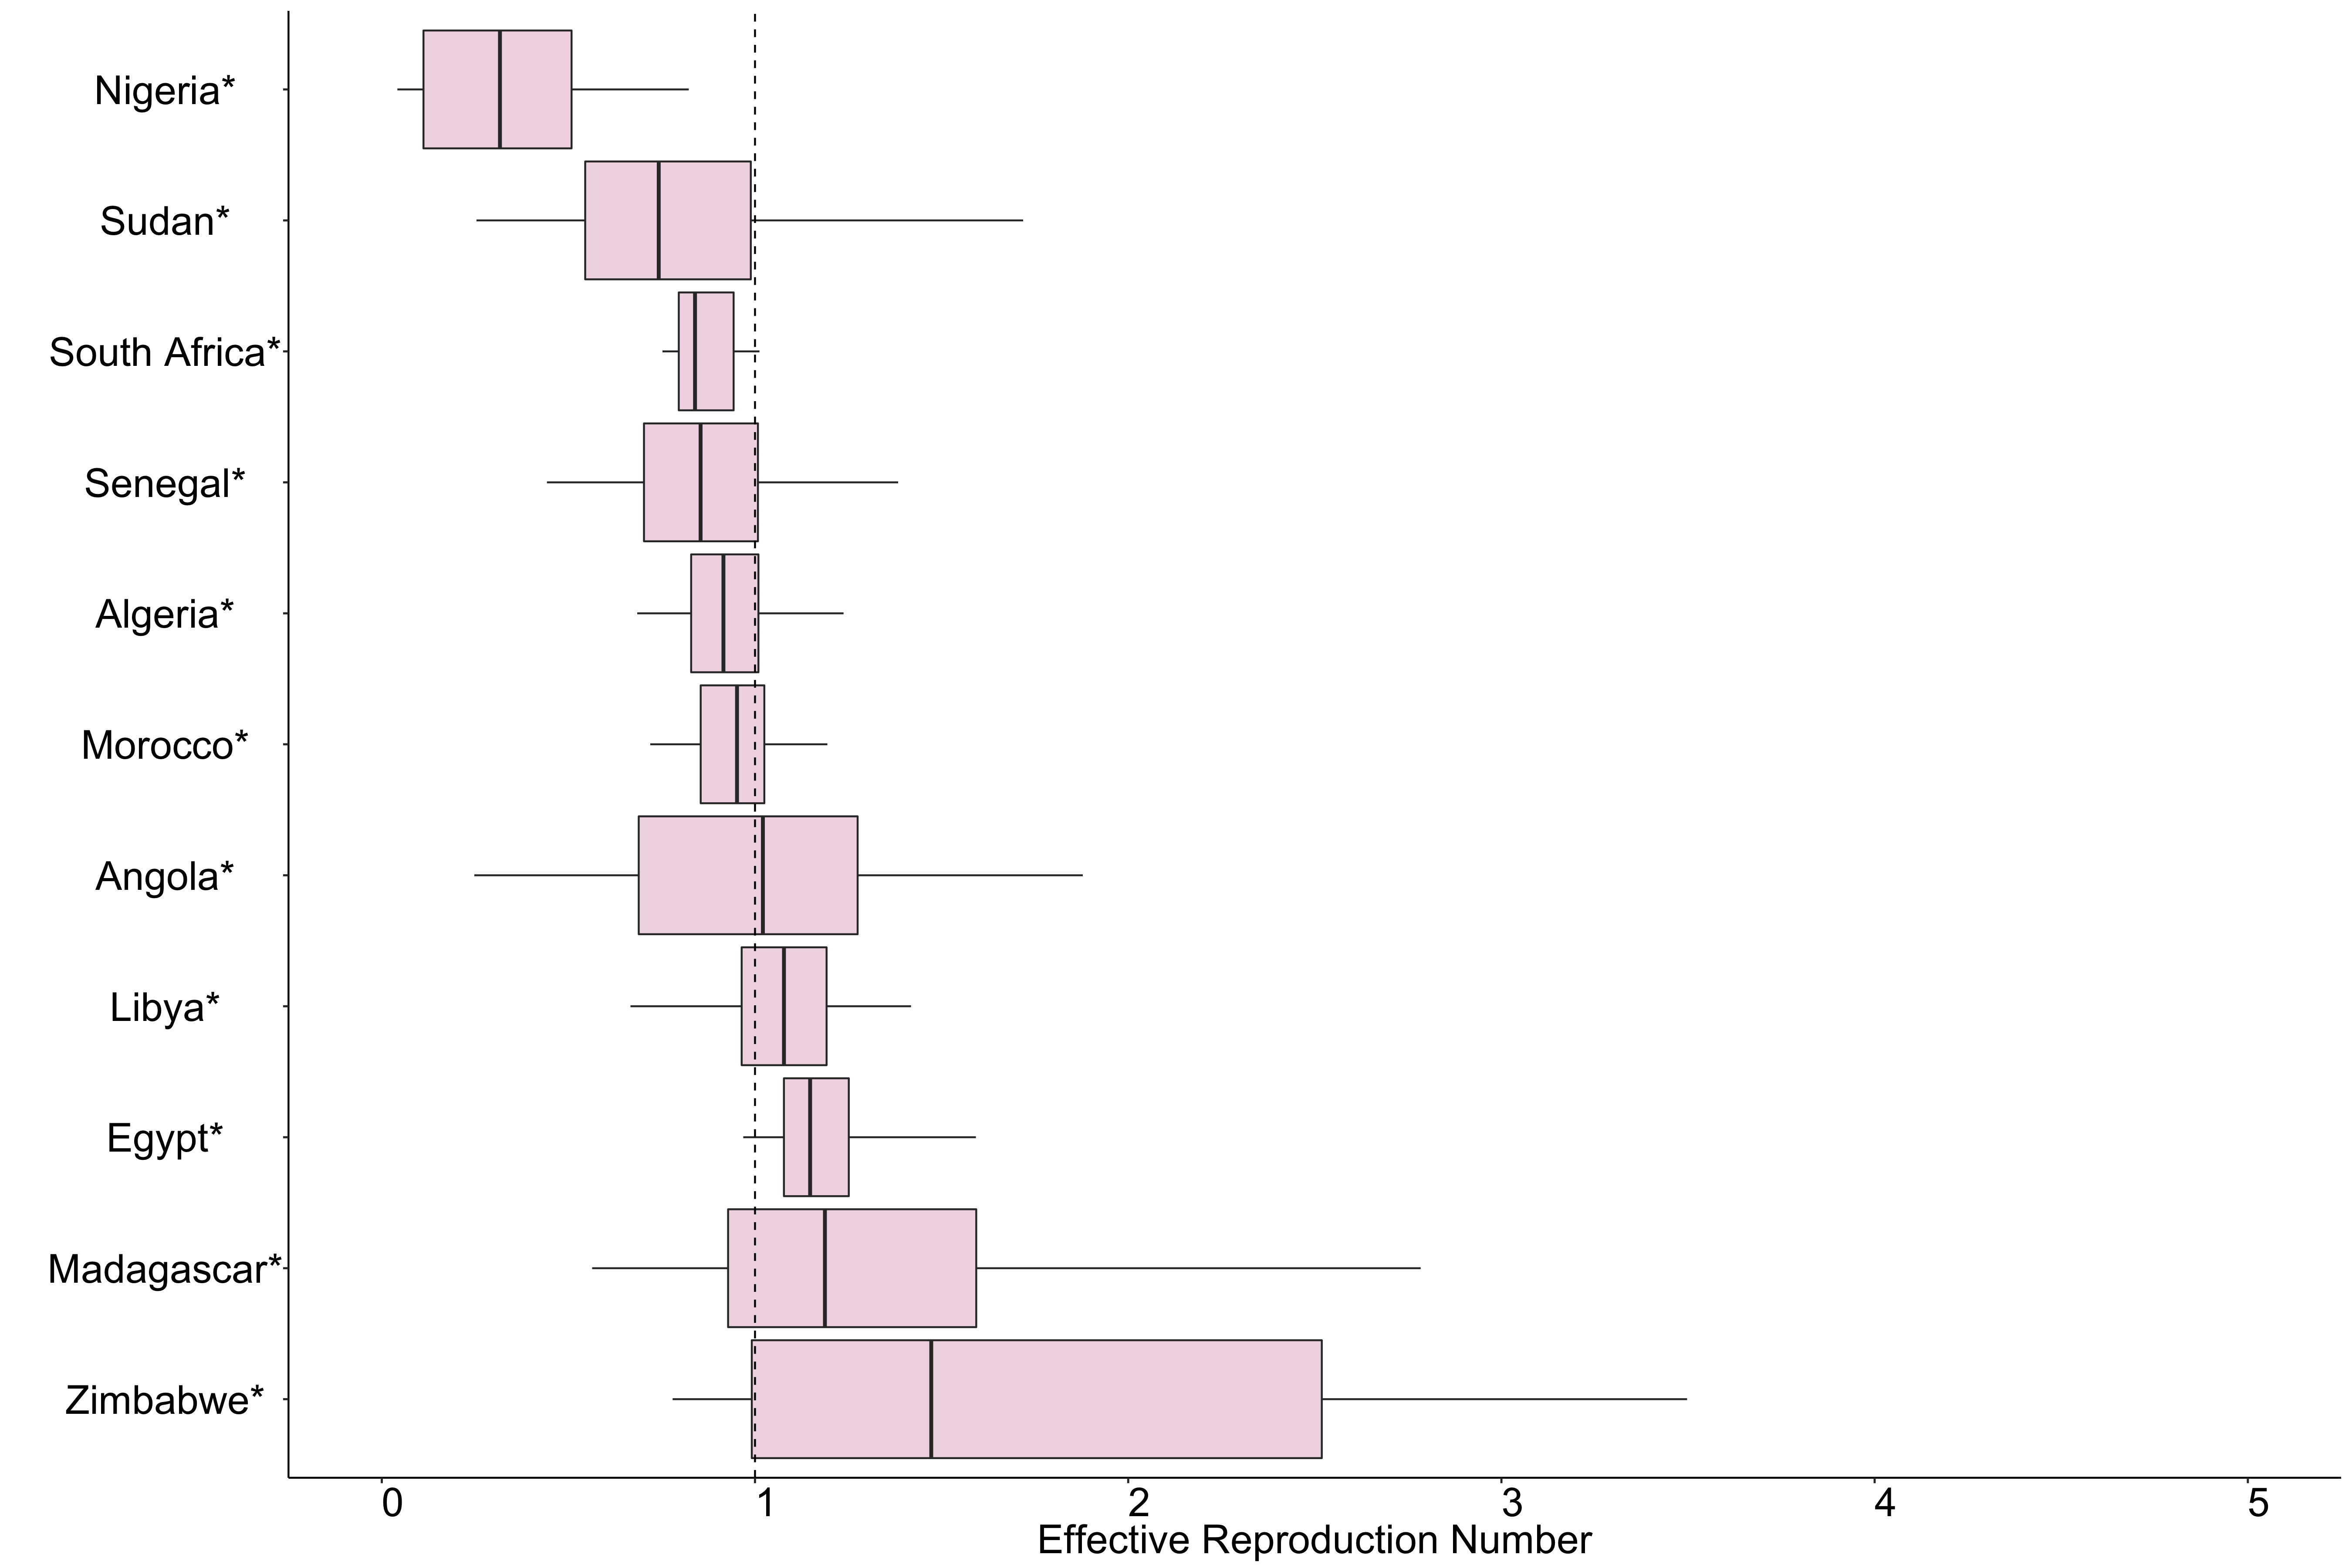 Nigeria*
Sudan*
South Africa*
Senegal*
Algeria*
Morocco*
Angola*
Libya*
Egypt*
Madagascar*
Zimbabwe*
0 1 2 3 4 5
Effective Reproduction Number